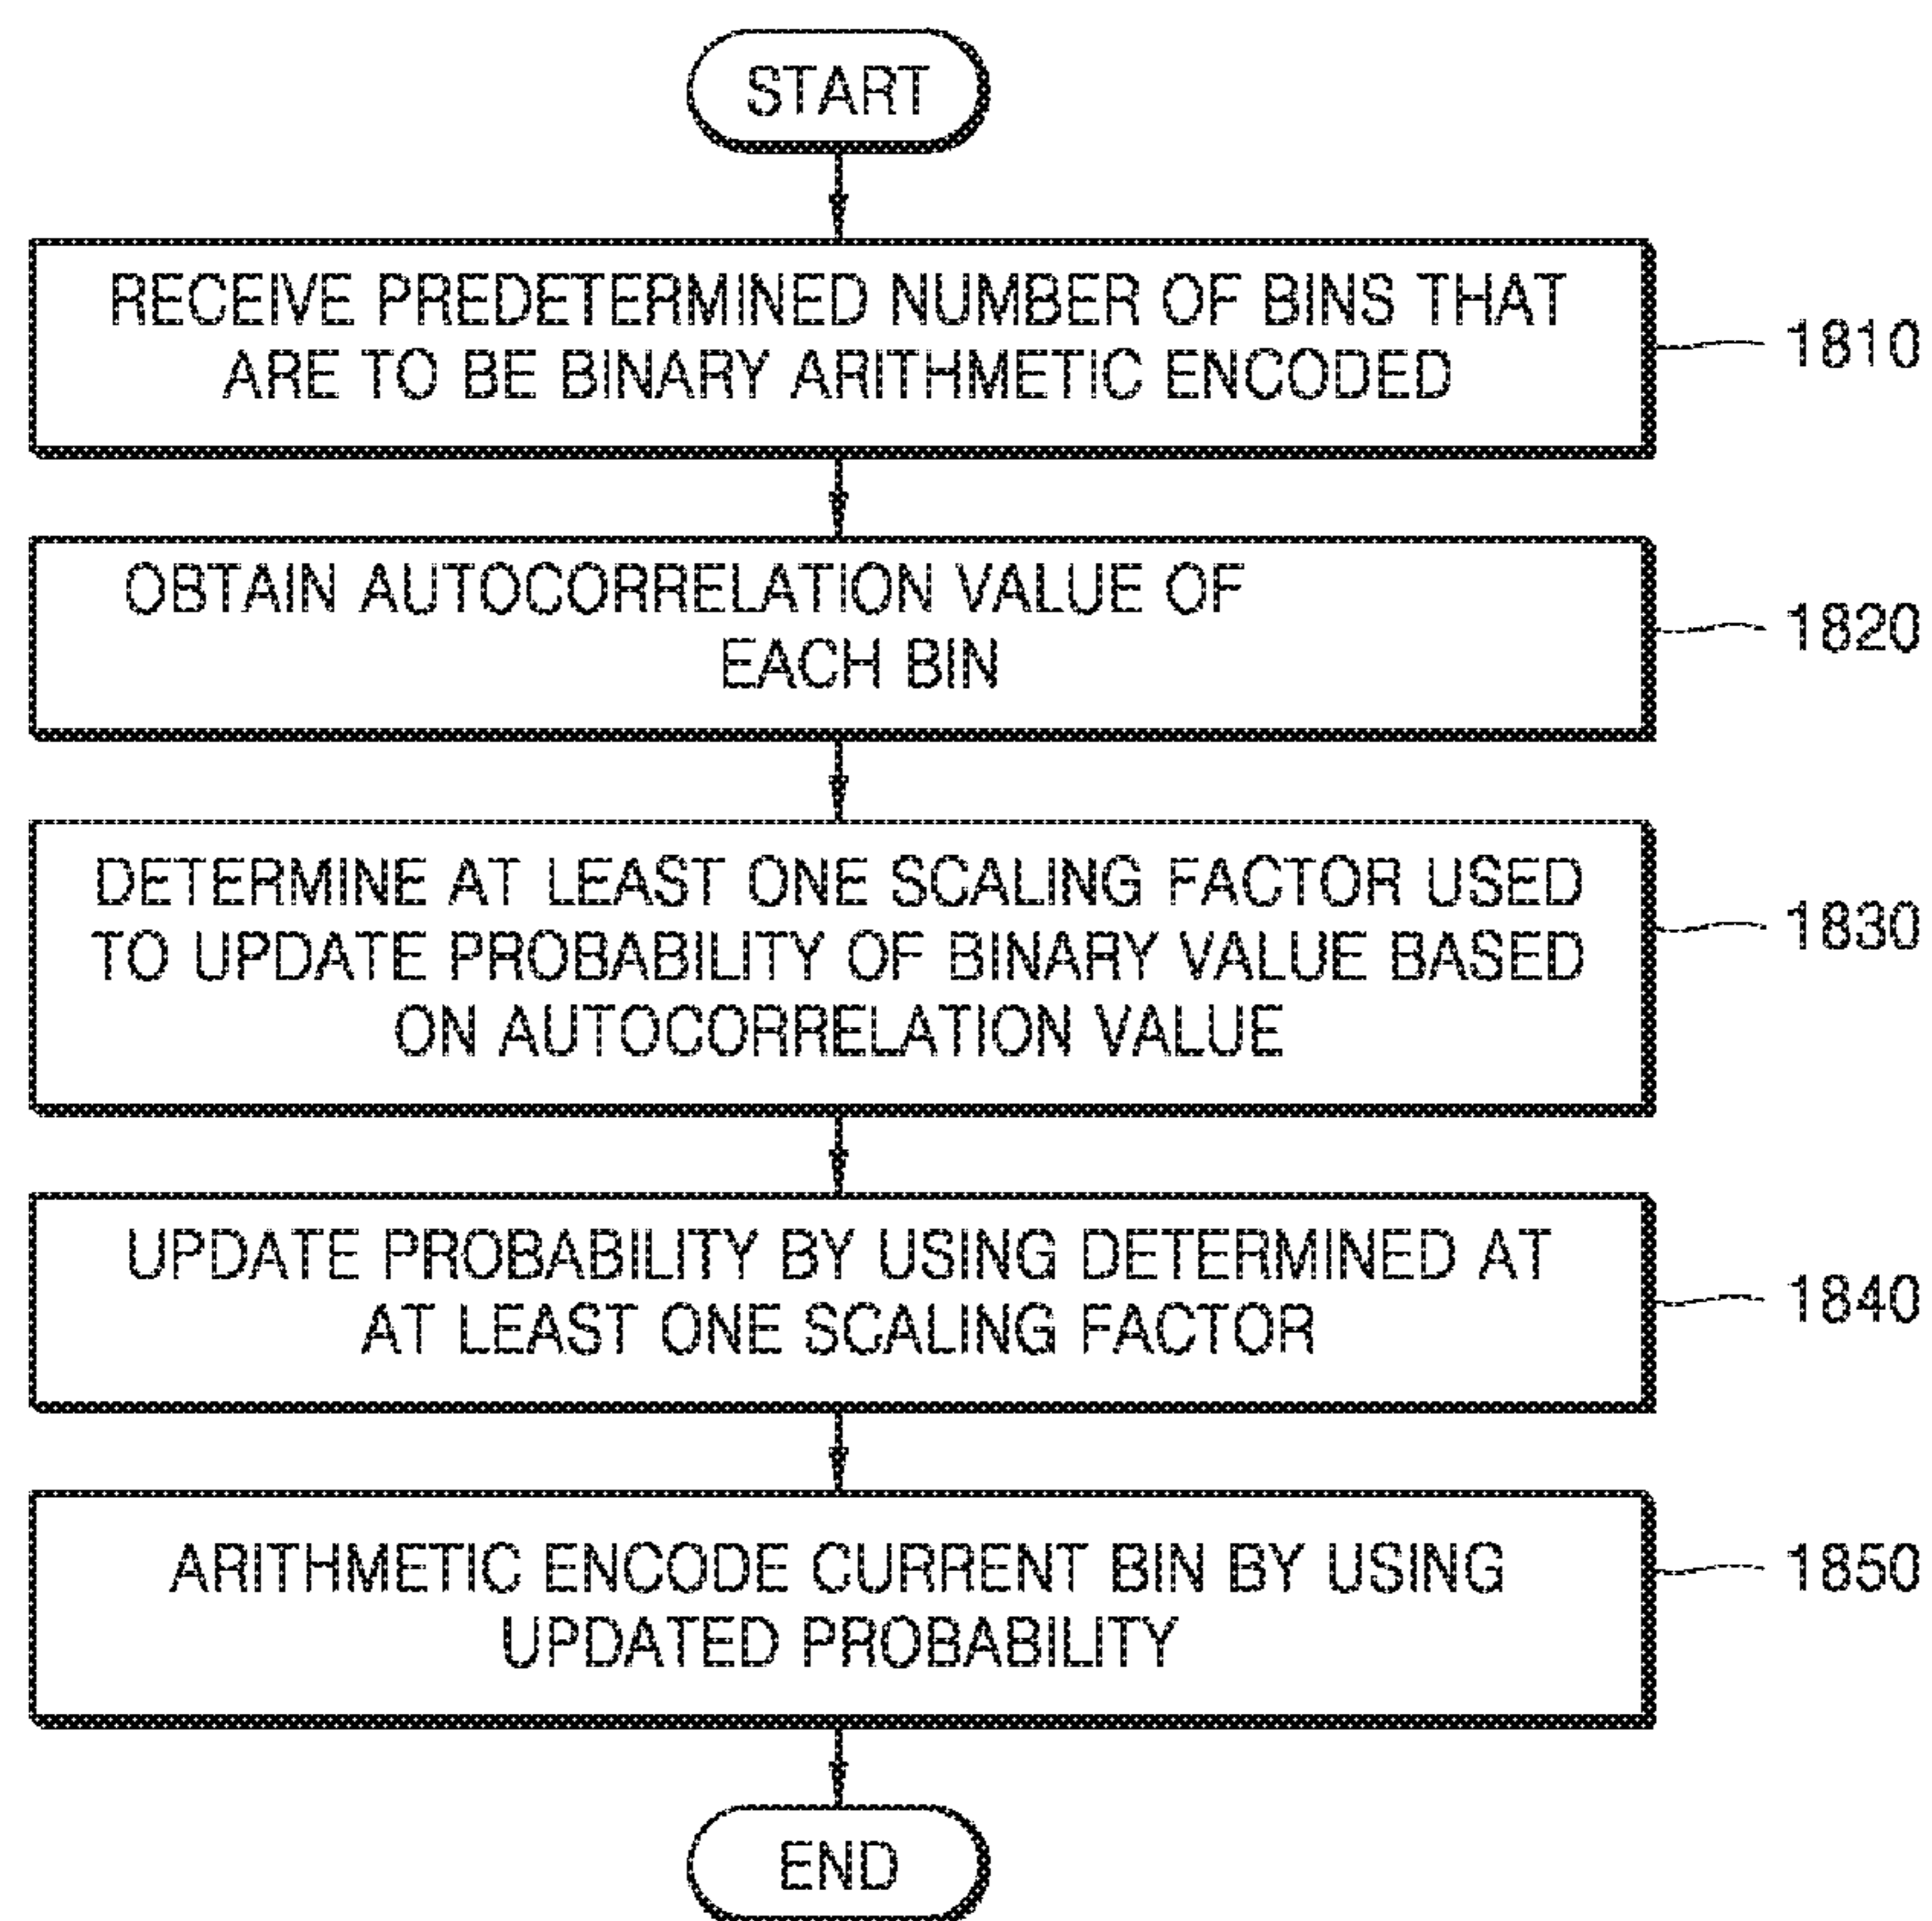 START
RECEIVE PREDETERMINED NUMBER OF BINS THAT
ARE TO BE BINARY ARITHMETIC ENCODED
1810
OBTAIN AUTOCORRELATION VALUE OF
EACH BIN
1820
DETERMINE AT LEAST ONE SCALING FACTOR USED
TO UPDATE PROBABILITY OF BINARY VALUE BASED
ON AUTOCORRELATION VALUE
1830
UPDATE PROBABILITY BY USING DETERMINED AT
AT LEAST ONE SCALING FACTOR
1840
ARITHMETIC ENCODE CURRENT BIN BY USING
UPDATED PROBABILITY
1850
END